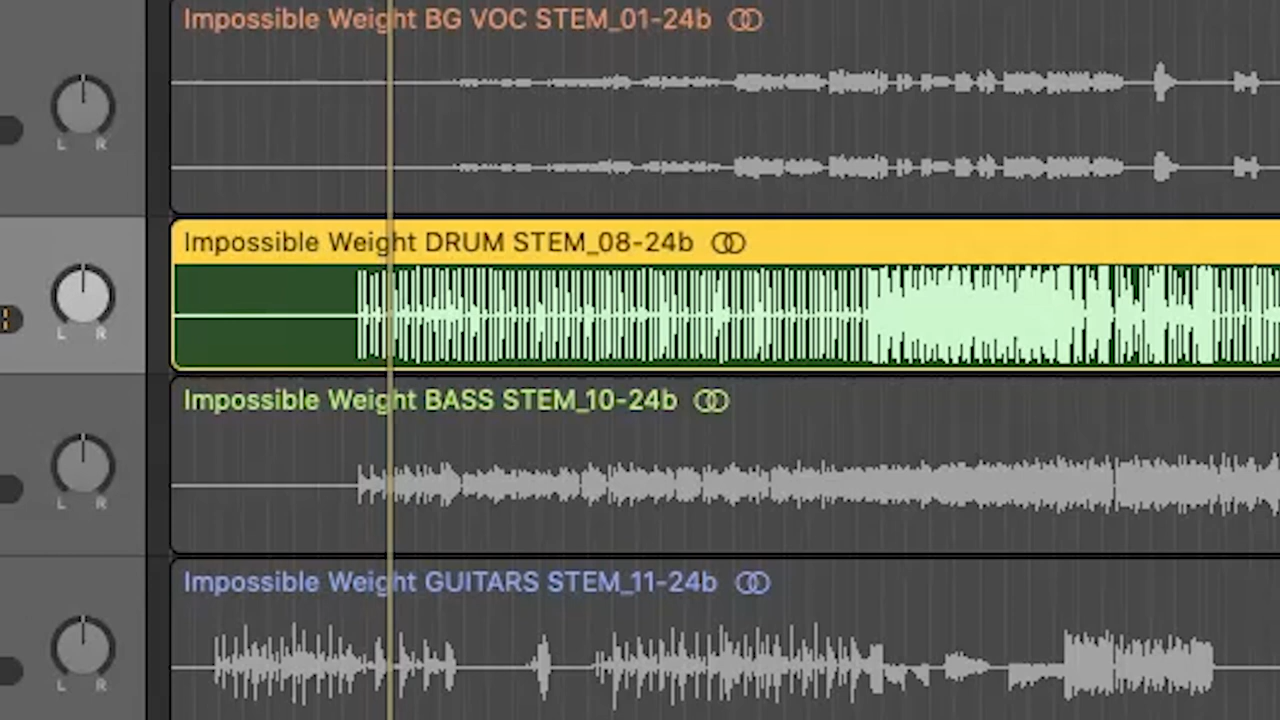 Impossible Weight BG VOC STEM_01-24b
L R
Impossible Weight DRUM STEM_08-24b
L R
Impossible Weight BASS STEM_10-24b
L R
Impossible Weight GUITARS STEM_11-24b
L R